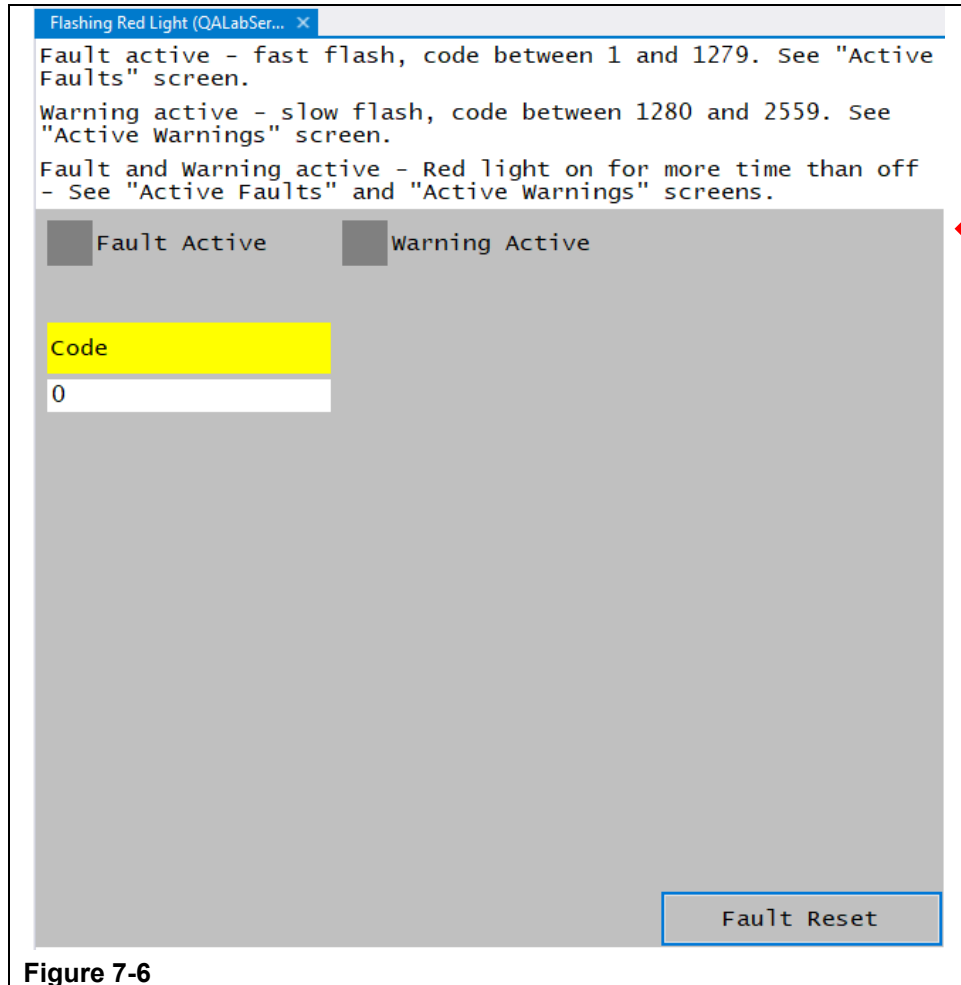 Flashing Red Light (QALabSer... ×
Fault active - fast flash, code between 1 and 1279. See "Active
Faults" screen.
Warning active - slow flash, code between 1280 and 2559. See
"Active Warnings" screen.
Fault and Warning active - Red light on for more time than off
- See "Active Faults" and "Active Warnings" screens.
Fault Active Warning Active
Code
0
Fault Reset
Figure 7-6